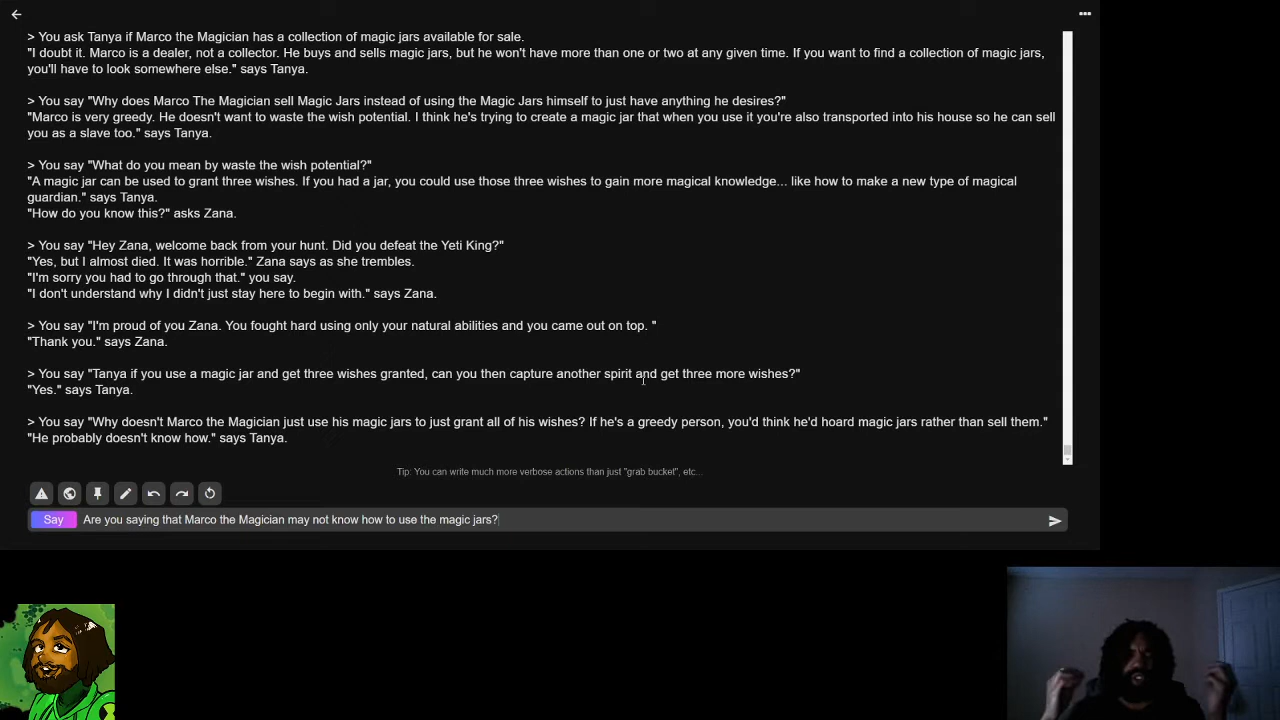 > You ask Tanya if Marco the Magician has a collection of magic jars available for sale.
"I doubt it. Marco is a dealer, not a collector. He buys and sells magic jars, but he won't have more than one or two at any given time. If you want to find a collection of magic jars,
you'll have to look somewhere else." says Tanya.
> You say "Why does Marco The Magician sell Magic Jars instead of using the Magic Jars himself to just have anything he desires?"
"Marco is very greedy. He doesn't want to waste the wish potential. I think he's trying to create a magic jar that when you use it you're also transported into his house so he can sell
you as a slave too." says Tanya.
> You say "What do you mean by waste the wish potential?"
"A magic jar can be used to grant three wishes. If you had a jar, you could use those three wishes to gain more magical knowledge... like how to make a new type of magical
guardian." says Tanya.
"How do you know this?" asks Zana.
> You say "Hey Zana, welcome back from your hunt. Did you defeat the Yeti King?"
"Yes, but I almost died. It was horrible." Zana says as she trembles.
"I'm sorry you had to go through that." you say.
"I don't understand why I didn't just stay here to begin with." says Zana.
> You say "I'm proud of you Zana. You fought hard using only your natural abilities and you came out on top. "
"Thank you." says Zana.
> You say "Tanya if you use a magic jar and get three wishes granted, can you then capture another spirit and get three more wishes?"
"Yes." says Tanya.
> You say "Why doesn't Marco the Magician just use his magic jars to just grant all of his wishes? If he's a greedy person, you'd think he'd hoard magic jars rather than sell them."
"He probably doesn't know how." says Tanya.
Tip: You can write much more verbose actions than just "grab bucket", etc...
Say Are you saying that Marco the Magician may not know how to use the magic jars?